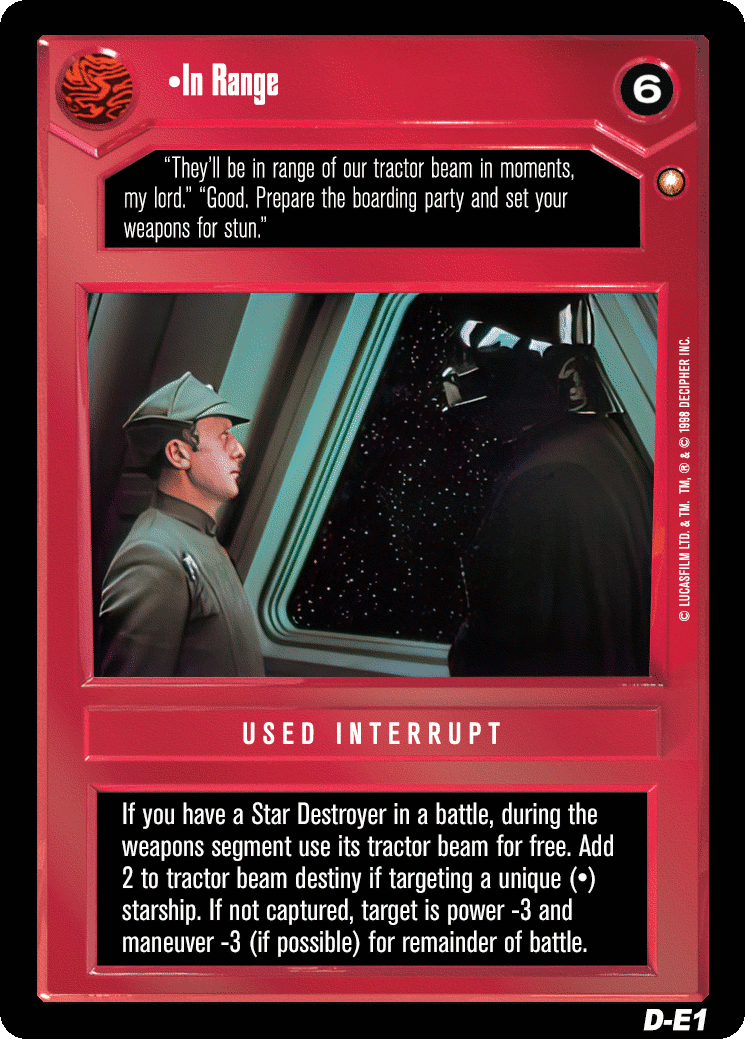 •In Range
6
“They’ll be in range of our tractor beam in moments,
my lord.” “Good. Prepare the boarding party and set your
weapons for stun.”
© LUCASFILM LTD. & TM. TM, ® & © 1998 DECIPHER INC.
USED INTERRUPT
If you have a Star Destroyer in a battle, during the
weapons segment use its tractor beam for free. Add
2 to tractor beam destiny if targeting a unique (•)
starship. If not captured, target is power -3 and
maneuver -3 (if possible) for remainder of battle.
D-E1